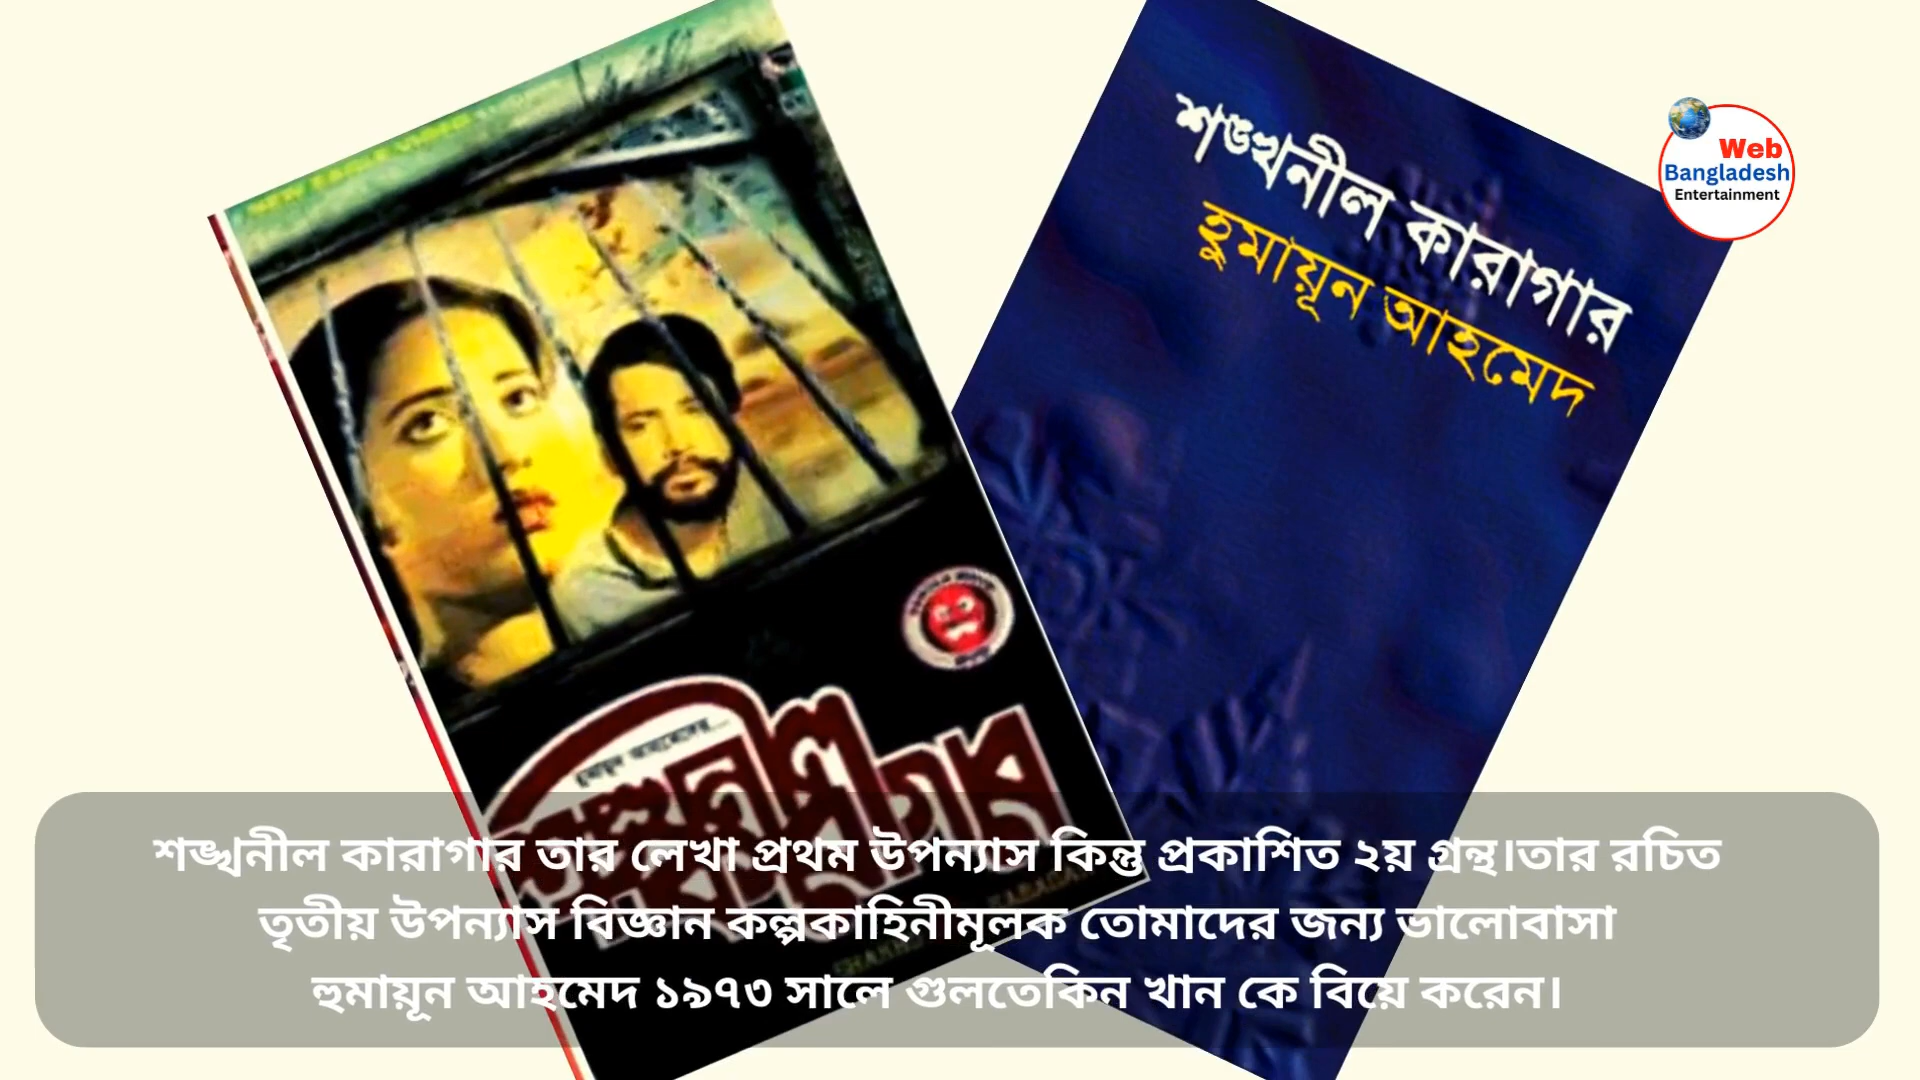 শঙ্খনীল কারাগার
হুমায়ূন আহমেদ
Web
Bangladesh
Entertainment
হুমায়ুন আহমেদের...
শঙ্খনীল কারাগার তার লেখা প্রথম উপন্যাস কিন্তু প্রকাশিত ২য় গ্রন্থ।তার রচিত
তৃতীয় উপন্যাস বিজ্ঞান কল্পকাহিনীমূলক তোমাদের জন্য ভালোবাসা
হুমায়ূন আহমেদ ১৯৭৩ সালে গুলতেকিন খান কে বিয়ে করেন।